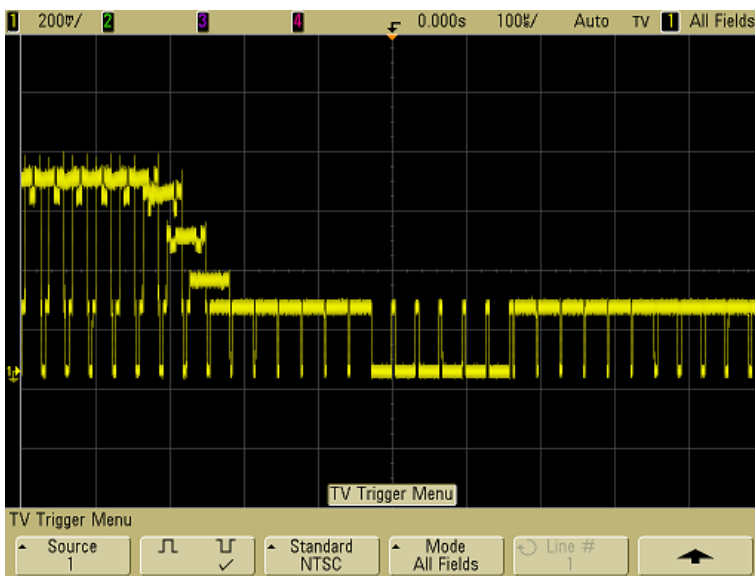 1 200㎷/ 2 3 4 0.000s 100㎲/ Auto TV 1 All Fields
1
TV Trigger Menu
TV Trigger Menu
Source
1
Standard
NTSC
Mode
All Fields
Line #
1